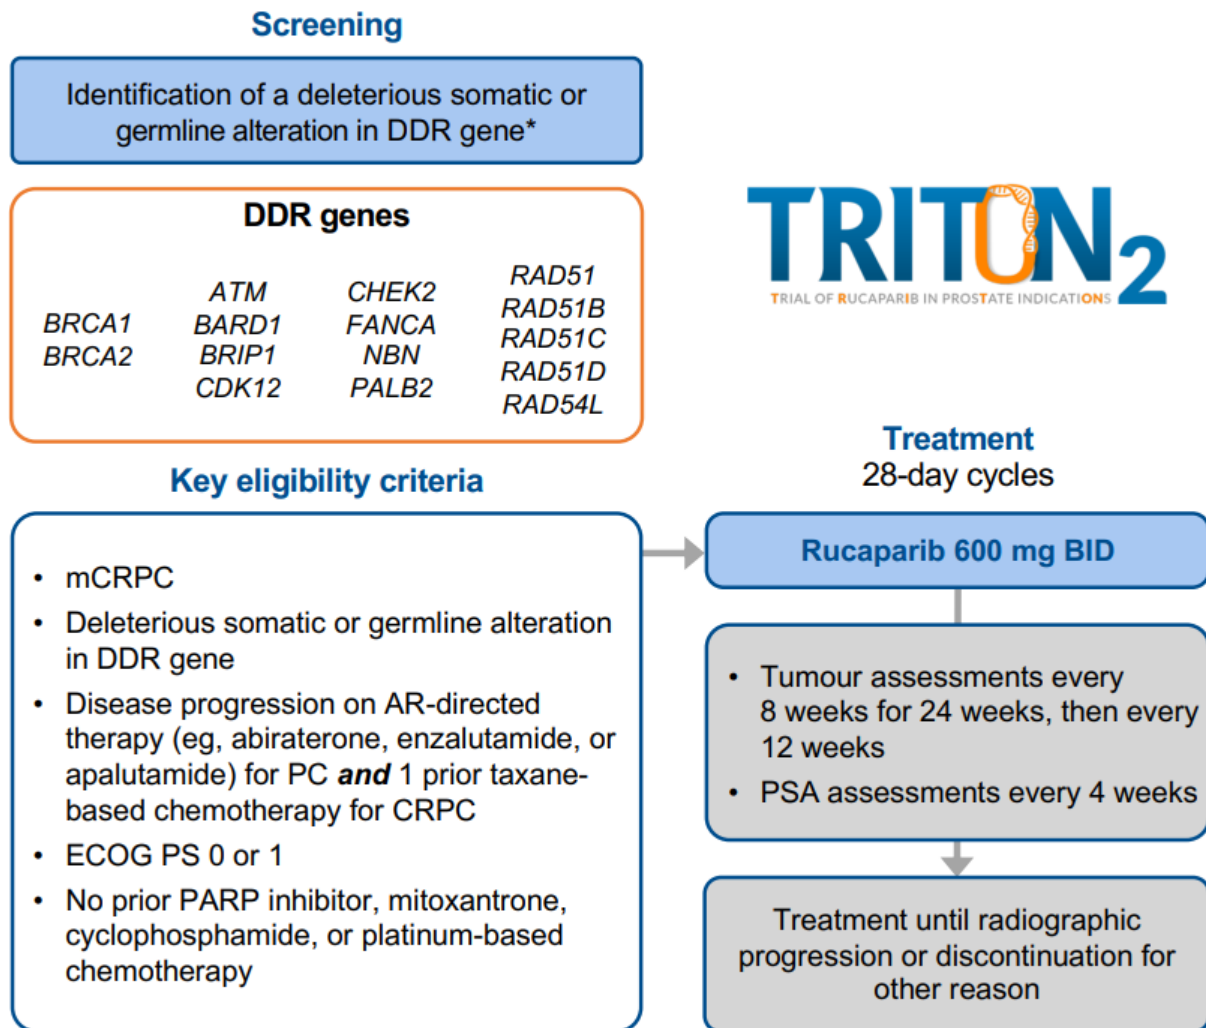 Screening
Identification of a deleterious somatic or
germline alteration in DDR gene*
DDR genes
BRCA1
BRCA2
ATM
BARD1
BRIP1
CDK12
CHEK2
FANCA
NBN
PALB2
RAD51
RAD51B
RAD51C
RAD51D
RAD54L
Key eligibility criteria
• mCRPC
• Deleterious somatic or germline alteration
in DDR gene
• Disease progression on AR-directed
therapy (eg, abiraterone, enzalutamide, or
apalutamide) for PC and 1 prior taxane-
based chemotherapy for CRPC
• ECOG PS 0 or 1
• No prior PARP inhibitor, mitoxantrone,
cyclophosphamide, or platinum-based
chemotherapy
TRITON2
TRIAL OF RUCAPARIB IN PROSTATE INDICATIONS
Treatment
28-day cycles
Rucaparib 600 mg BID
• Tumour assessments every
8 weeks for 24 weeks, then every
12 weeks
• PSA assessments every 4 weeks
Treatment until radiographic
progression or discontinuation for
other reason